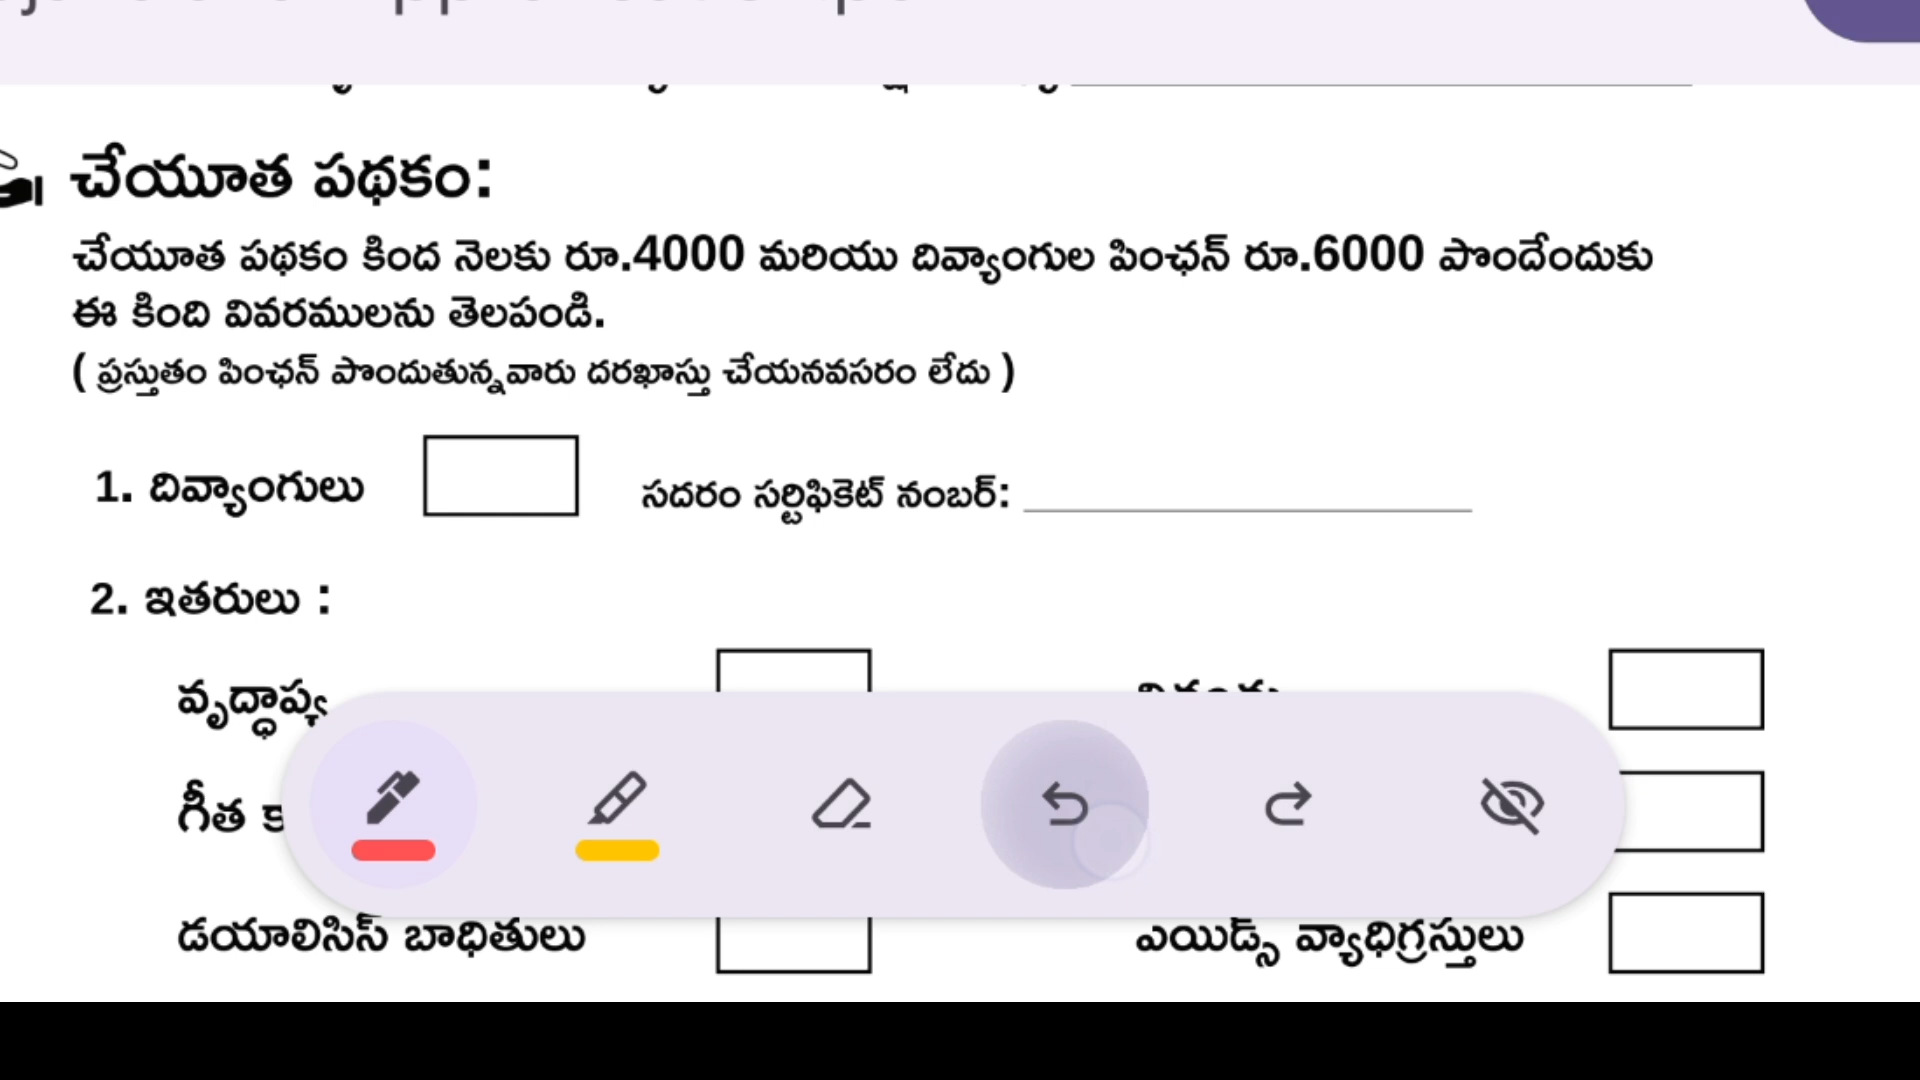 చేయూత పథకం:
చేయూత పథకం కింద నెలకు రూ.4000 మరియు దివ్యాంగుల పింఛన్ రూ.6000 పొందేందుకు
ఈ కింది వివరములను తెలపండి.
( ప్రస్తుతం పింఛన్ పొందుతున్నవారు దరఖాస్తు చేయనవసరం లేదు )
1. దివ్యాంగులు సదరం సర్టిఫికెట్ నంబర్:
2. ఇతరులు :
వృద్ధాప్య
గీత
డయాలిసిస్ బాధితులు ఎయిడ్స్ వ్యాధిగ్రస్తులు